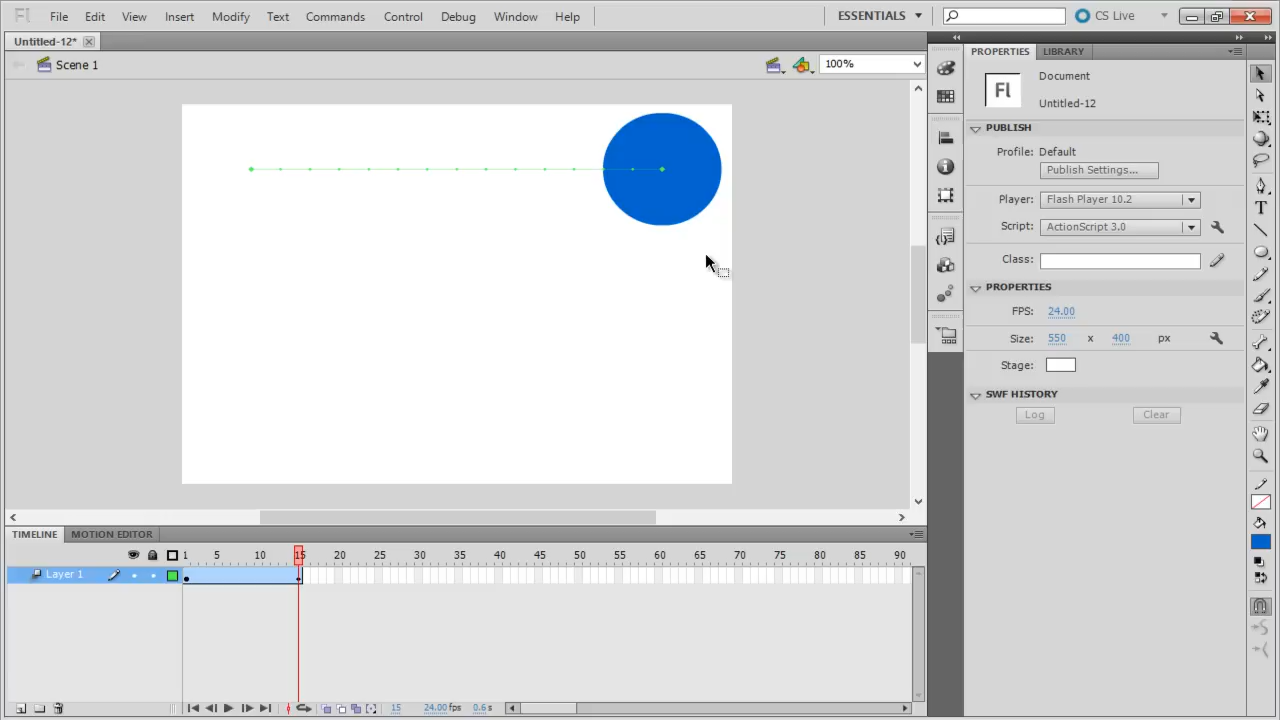 Fl File Edit View Insert Modify Text Commands Control Debug Window Help ESSENTIALS CS Live
Untitled-12*
Scene 1 100%
PROPERTIES LIBRARY
Fl Document
Untitled-12
PUBLISH
Profile: Default
Publish Settings...
Player: Flash Player 10.2
Script: ActionScript 3.0
Class:
PROPERTIES
FPS: 24.00
Size: 550 x 400 px
Stage:
SWF HISTORY
Log Clear
TIMELINE MOTION EDITOR
1 5 10 15 20 25 30 35 40 45 50 55 60 65 70 75 80 85 90
Layer 1
15 24.00 fps 0.6 s